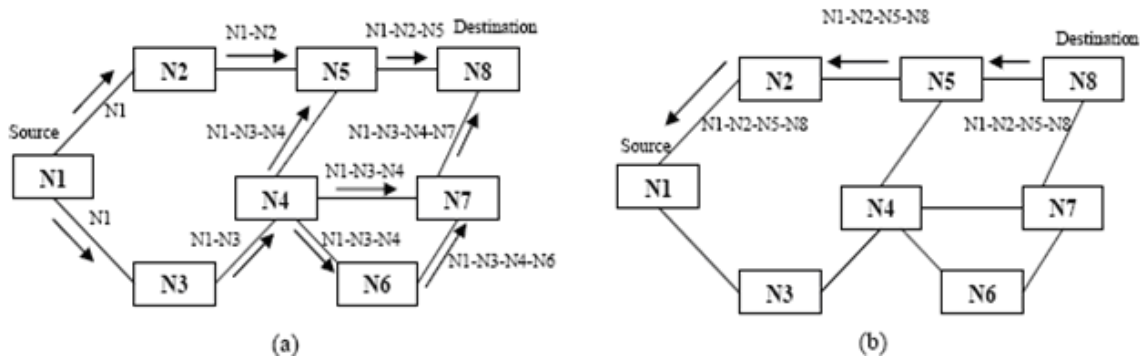 N1-N2
N1-N2-N5
Destination
N2
N5
N8
N1
Source
N1-N3-N4
N1-N3-N4-N7
N1
N1-N3-N4
N4
N7
N1
N1-N3
N1-N3-N4
N1-N3-N4-N6
N3
N6
(a)
N1-N2-N5-N8
Destination
N2
N5
N8
N1-N2-N5-N8
N1-N2-N5-N8
Source
N1
N4
N7
N3
N6
(b)